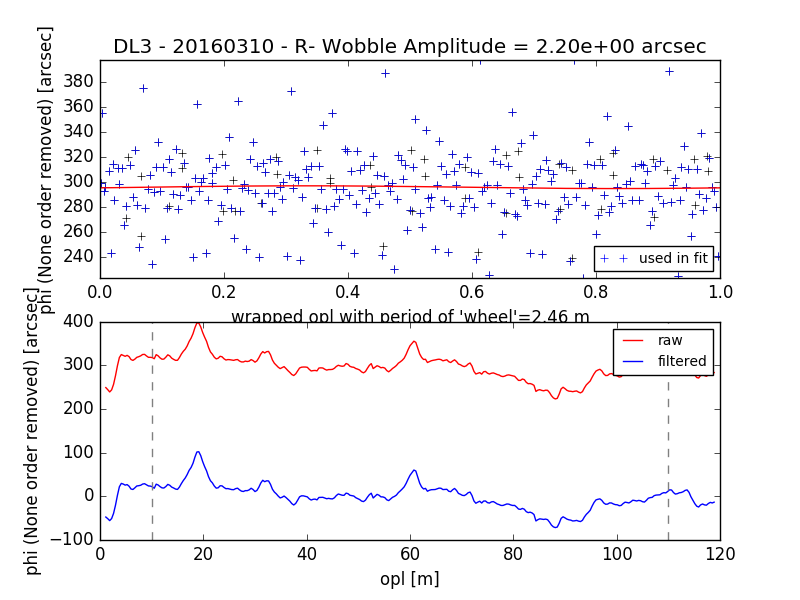 DL3 - 20160310 - R- Wobble Amplitude = 2.20e+00 arcsec
phi (None order removed) [arcsec]
380
360
340
320
300
280
260
240
0.0 0.2 0.4 0.6 0.8 1.0
used in fit
wrapped opl with period of 'wheel'=2.46 m
phi (None order removed) [arcsec]
400
300
200
100
0
−100
0 20 40 60 80 100 120
raw
filtered
opl [m]